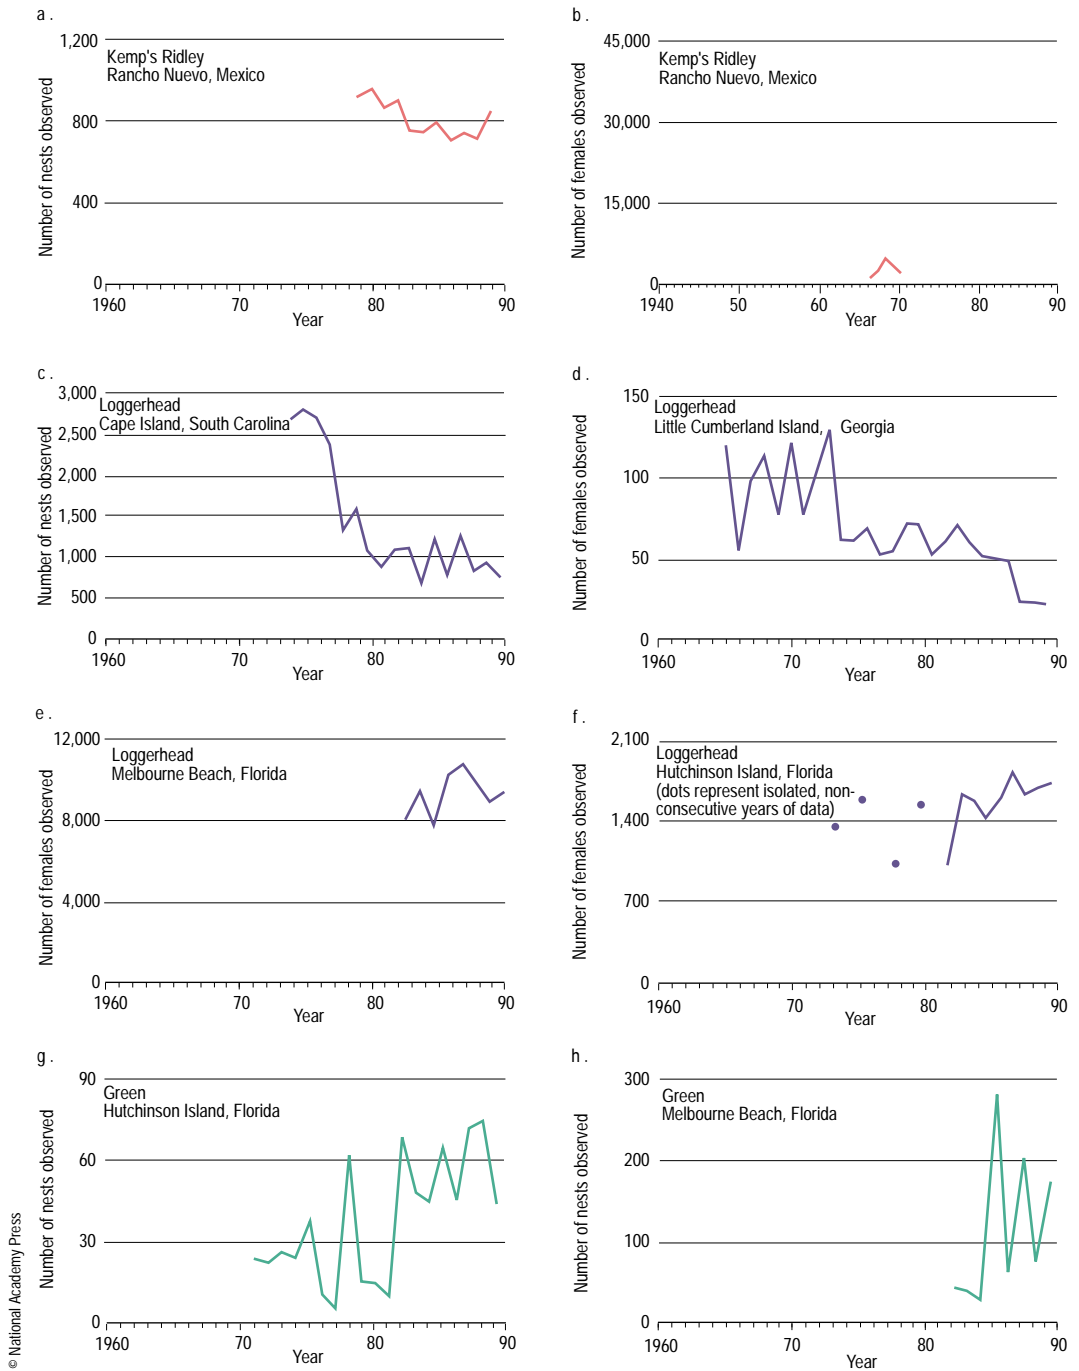 a.
1,200
Kemp's Ridley
Rancho Nuevo, Mexico
800
400
0
Number of nests observed
1960 70 80 90
Year
b.
45,000
Kemp's Ridley
Rancho Nuevo, Mexico
30,000
15,000
0
Number of females observed
1940 50 60 70 80 90
Year
c.
3,000
Loggerhead
Cape Island, South Carolina
2,500
2,000
1,500
1,000
500
0
Number of nests observed
1960 70 80 90
Year
d.
150
Loggerhead
Little Cumberland Island, Georgia
100
50
0
Number of females observed
1960 70 80 90
Year
e.
12,000
Loggerhead
Melbourne Beach, Florida
8,000
4,000
0
Number of females observed
1960 70 80 90
Year
f.
2,100
Loggerhead
Hutchinson Island, Florida
(dots represent isolated, non-
consecutive years of data)
1,400
700
0
Number of females observed
1960 70 80 90
Year
g.
90
Green
Hutchinson Island, Florida
60
30
0
Number of nests observed
1960 70 80 90
Year
h.
300
Green
Melbourne Beach, Florida
200
100
0
Number of nests observed
1960 70 80 90
Year
© National Academy Press